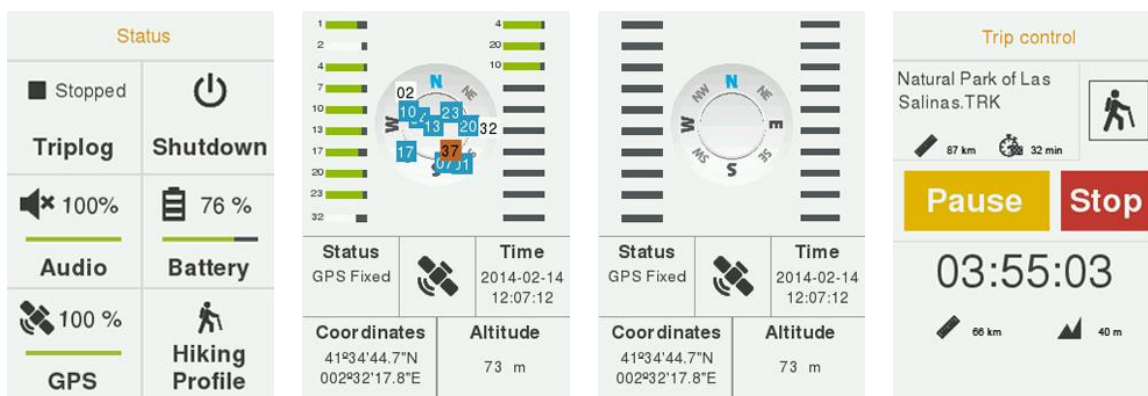 Status
Stopped
Triplog
Shutdown
100%
Audio
76 %
Battery
100 %
GPS
Hiking
Profile
1
2
4
7
10
13
17
20
23
32
4
20
10
N
NE
W
S
02
10
13
23
20
32
17
37
07
01
Status
GPS Fixed
Time
2014-02-14
12:07:12
Coordinates
41º34'44.7"N
002º32'17.8"E
Altitude
73 m
N
NE
E
SE
S
SW
W
NW
Status
GPS Fixed
Time
2014-02-14
12:07:12
Coordinates
41º34'44.7"N
002º32'17.8"E
Altitude
73 m
Trip control
Natural Park of Las
Salinas.TRK
87 km
32 min
Pause
Stop
03:55:03
66 km
40 m